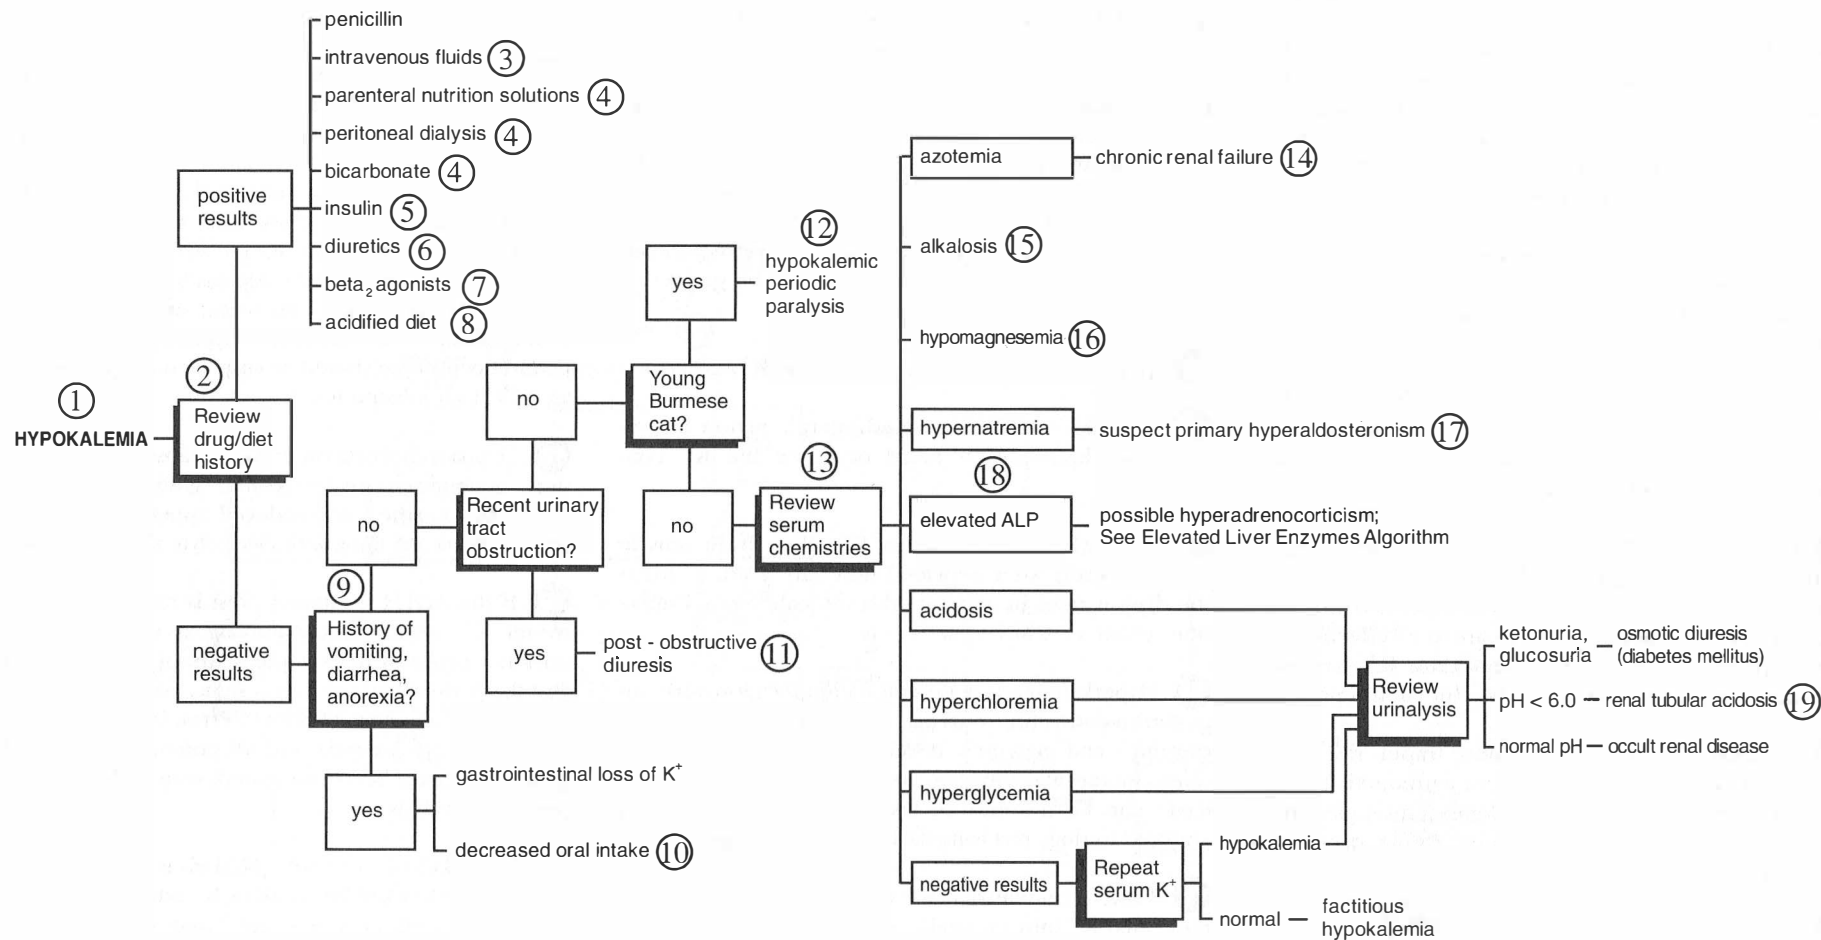 penicillin
intravenous fluids 3
parenteral nutrition solutions 4
peritoneal dialysis 4
bicarbonate 4
positive
results
insulin 5
diuretics 6
beta₂ agonists 7
acidified diet 8
1
HYPOKALEMIA
2
Review
drug/diet
history
negative
results
9
History of
vomiting,
diarrhea,
anorexia?
yes
gastrointestinal loss of K⁺
decreased oral intake 10
no
Recent urinary
tract
obstruction?
yes
post - obstructive
diuresis 11
no
Young
Burmese
cat?
yes
12
hypokalemic
periodic
paralysis
no
13
Review
serum
chemistries
azotemia
chronic renal failure 14
alkalosis 15
hypomagnesemia 16
hypernatremia
suspect primary hyperaldosteronism 17
18
elevated ALP
possible hyperadrenocorticism;
See Elevated Liver Enzymes Algorithm
acidosis
hyperchloremia
hyperglycemia
negative results
Repeat
serum K⁺
hypokalemia
normal
factitious
hypokalemia
Review
urinalysis
ketonuria,
glucosuria
osmotic diuresis
(diabetes mellitus)
pH < 6.0
renal tubular acidosis 19
normal pH
occult renal disease